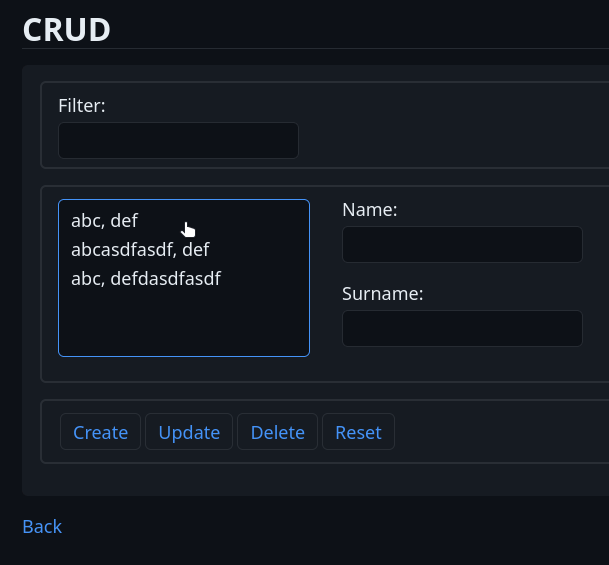 CRUD
Filter:
abc, def
abcasdfasdf, def
abc, defdasdfasdf
Name:
Surname:
Create Update Delete Reset
Back